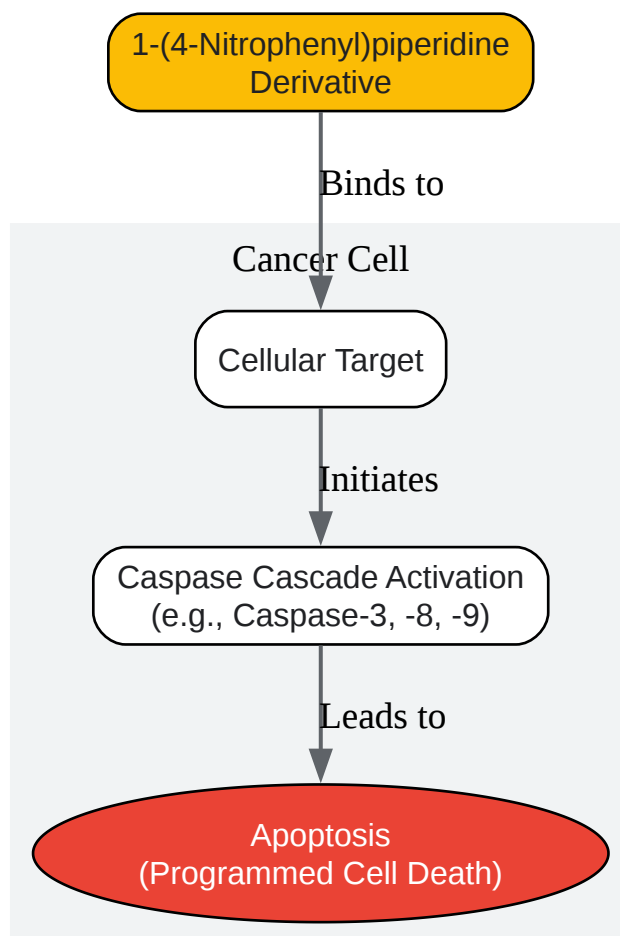 1-(4-Nitrophenyl)piperidine
Derivative
Binds to
Cancer Cell
Cellular Target
Initiates
Caspase Cascade Activation
(e.g., Caspase-3, -8, -9)
Leads to
Apoptosis
(Programmed Cell Death)